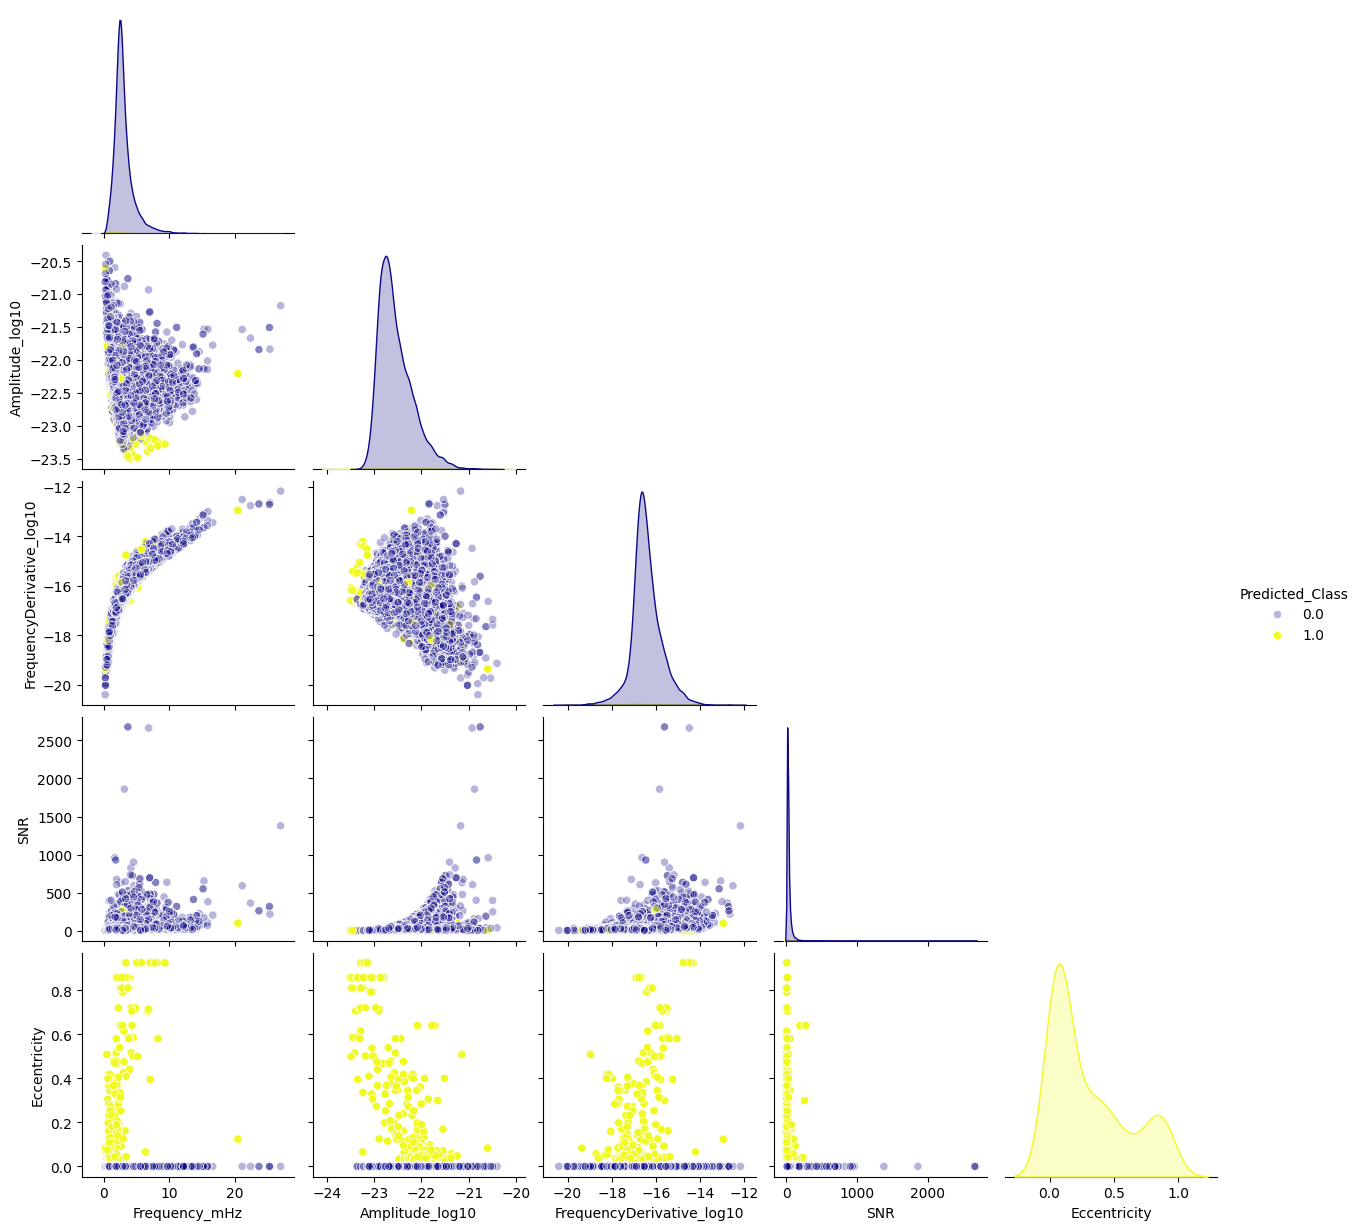 −20.5
−21.0
−21.5
−22.0
−22.5
−23.0
−23.5
Amplitude_log10
−12
−14
−16
−18
−20
FrequencyDerivative_log10
Predicted_Class
0.0
1.0
2500
2000
1500
1000
500
0
SNR
0.8
0.6
0.4
0.2
0.0
Eccentricity
0 10 20
−24 −23 −22 −21 −20
−20 −18 −16 −14 −12
0 1000 2000
0.0 0.5 1.0
Frequency_mHz
Amplitude_log10
FrequencyDerivative_log10
SNR
Eccentricity